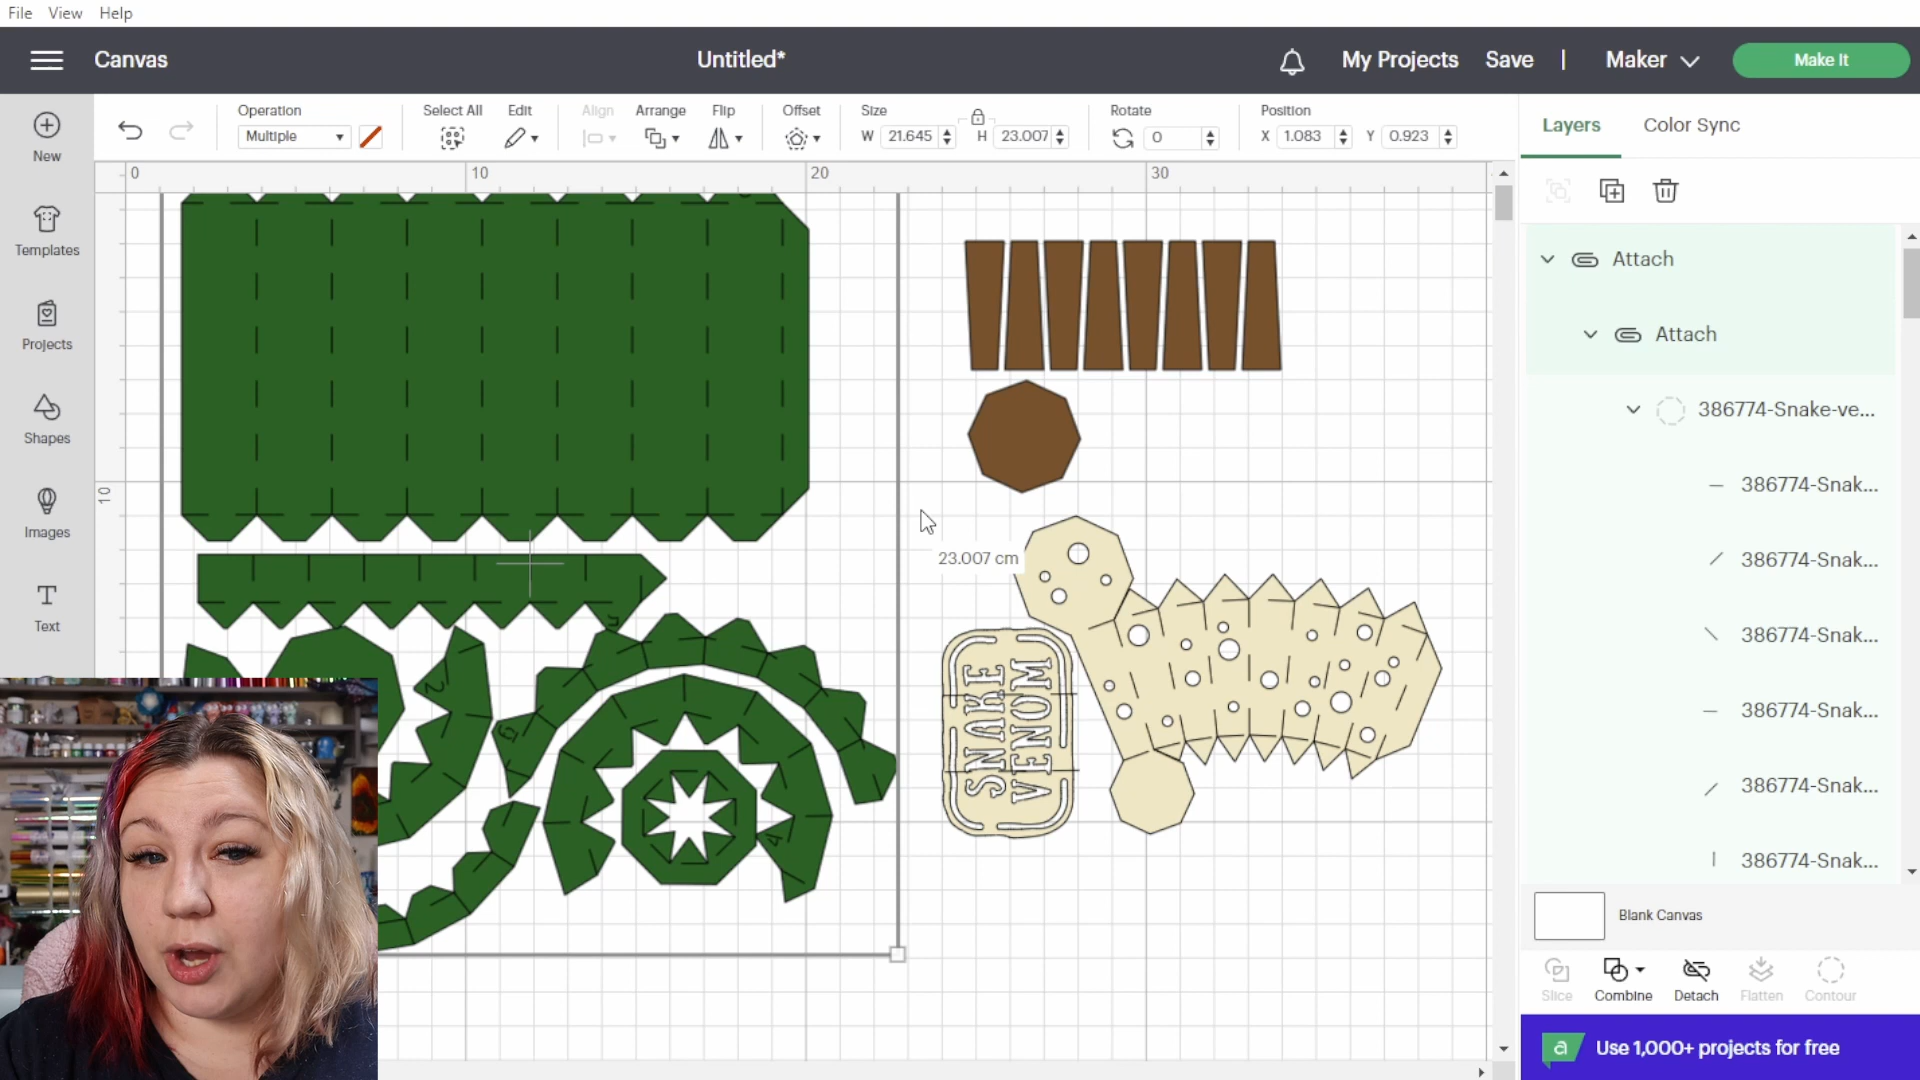 File View Help
Canvas Untitled* My Projects Save | Maker Make It
Operation Select All Edit Align Arrange Flip Offset Size Rotate Position
Multiple W 21.645 H 23.007 0 X 1.083 Y 0.923
Layers Color Sync
New
Templates
Projects
Shapes
Images
Text
0 10 20 30
10
23.007 cm
SNAKE
VENOM
2
3
6
4
Attach
Attach
386774-Snake-ve...
386774-Snak...
386774-Snak...
386774-Snak...
386774-Snak...
386774-Snak...
386774-Snak...
Blank Canvas
Slice Combine Detach Flatten Contour
a Use 1,000+ projects for free